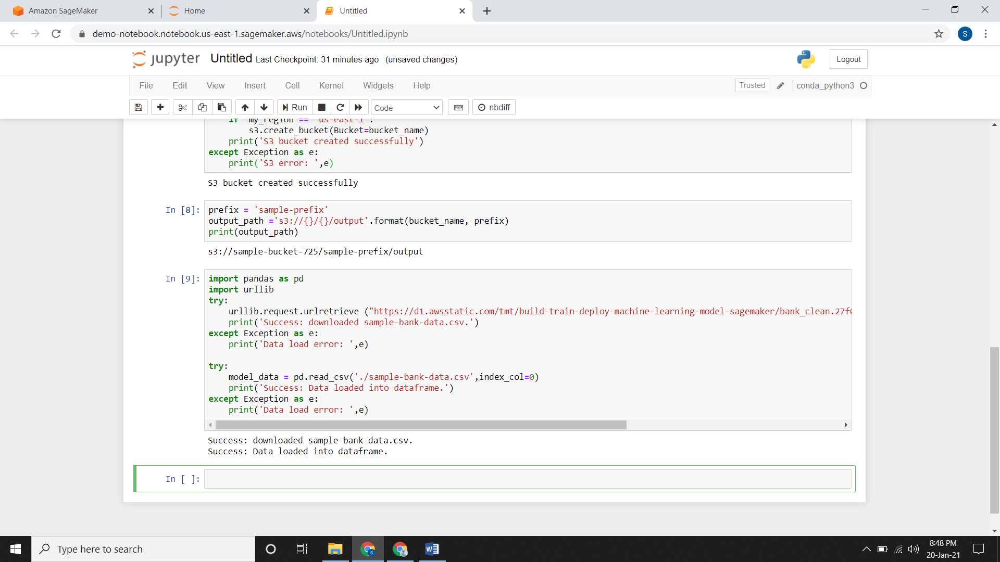 Amazon SageMaker
Home
Untitled
demo-notebook.notebook.us-east-1.sagemaker.aws/notebooks/Untitled.ipynb
S
jupyter Untitled Last Checkpoint: 31 minutes ago (unsaved changes)
Logout
File Edit View Insert Cell Kernel Widgets Help
Trusted conda_python3
Run Code nbdiff
if my_region == 'us-east-1':
s3.create_bucket(Bucket=bucket_name)
print('S3 bucket created successfully')
except Exception as e:
print('S3 error: ',e)
S3 bucket created successfully
In [8]: prefix = 'sample-prefix'
output_path ='s3://{}/{}/output'.format(bucket_name, prefix)
print(output_path)
s3://sample-bucket-725/sample-prefix/output
In [9]: import pandas as pd
import urllib
try:
urllib.request.urlretrieve ("https://d1.awsstatic.com/tmt/build-train-deploy-machine-learning-model-sagemaker/bank_clean.27f
print('Success: downloaded sample-bank-data.csv.')
except Exception as e:
print('Data load error: ',e)
try:
model_data = pd.read_csv('./sample-bank-data.csv',index_col=0)
print('Success: Data loaded into dataframe.')
except Exception as e:
print('Data load error: ',e)
Success: downloaded sample-bank-data.csv.
Success: Data loaded into dataframe.
In [ ]:
Type here to search
8:48 PM
20-Jan-21